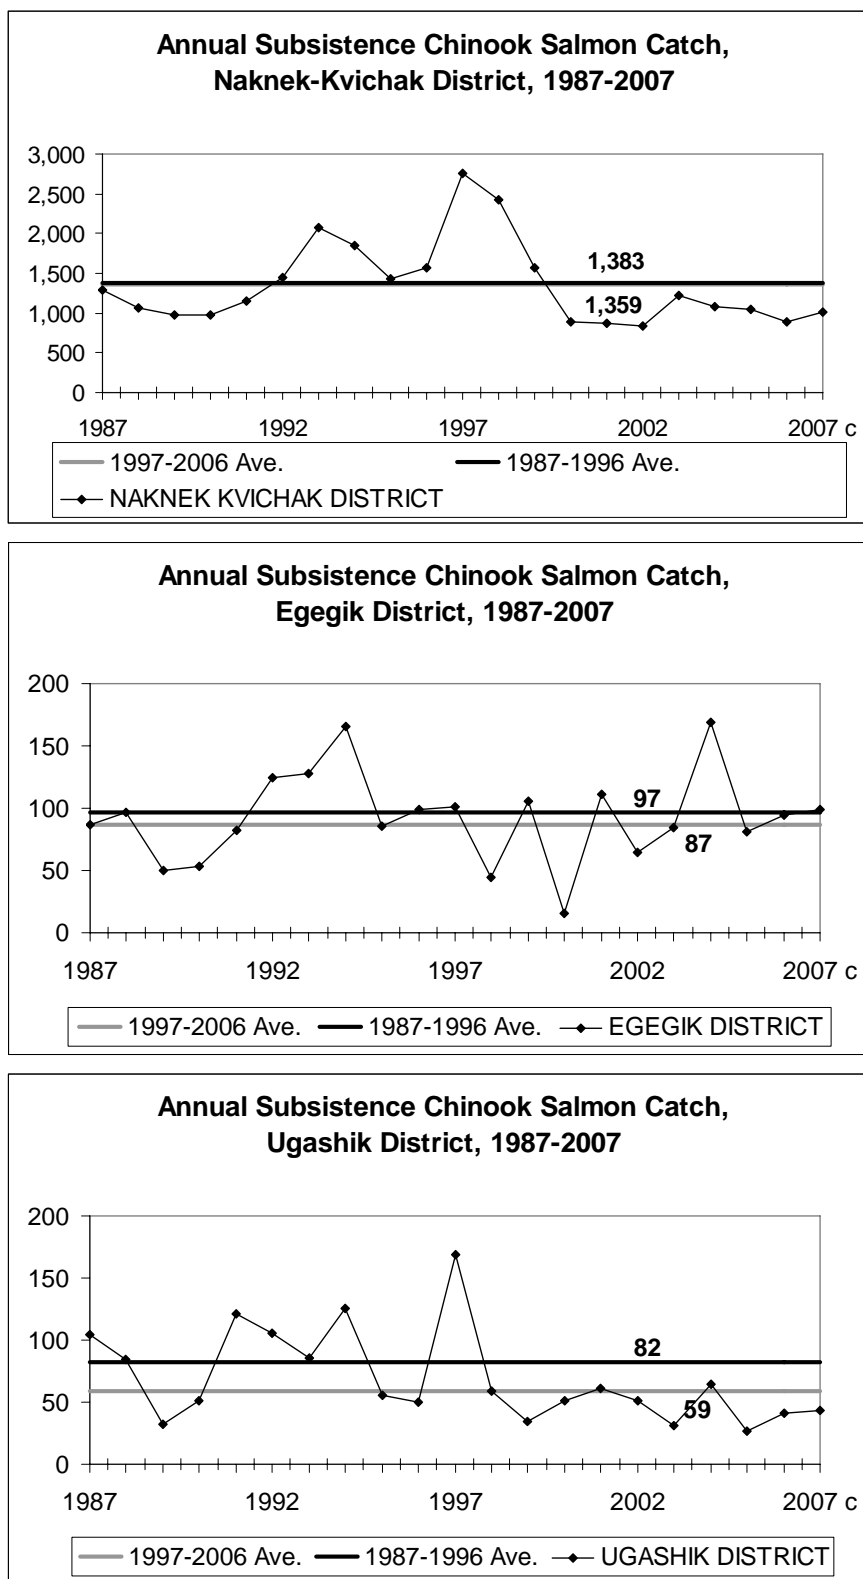 Annual Subsistence Chinook Salmon Catch,
Naknek-Kvichak District, 1987-2007
3,000
2,500
2,000
1,500
1,000
500
0
1,383
1,359
1987 1992 1997 2002 2007 c
1997-2006 Ave. 1987-1996 Ave.
NAKNEK KVICHAK DISTRICT
Annual Subsistence Chinook Salmon Catch,
Egegik District, 1987-2007
200
150
100
50
0
97
87
1987 1992 1997 2002 2007 c
1997-2006 Ave. 1987-1996 Ave. EGEGIK DISTRICT
Annual Subsistence Chinook Salmon Catch,
Ugashik District, 1987-2007
200
150
100
50
0
82
59
1987 1992 1997 2002 2007 c
1997-2006 Ave. 1987-1996 Ave. UGASHIK DISTRICT